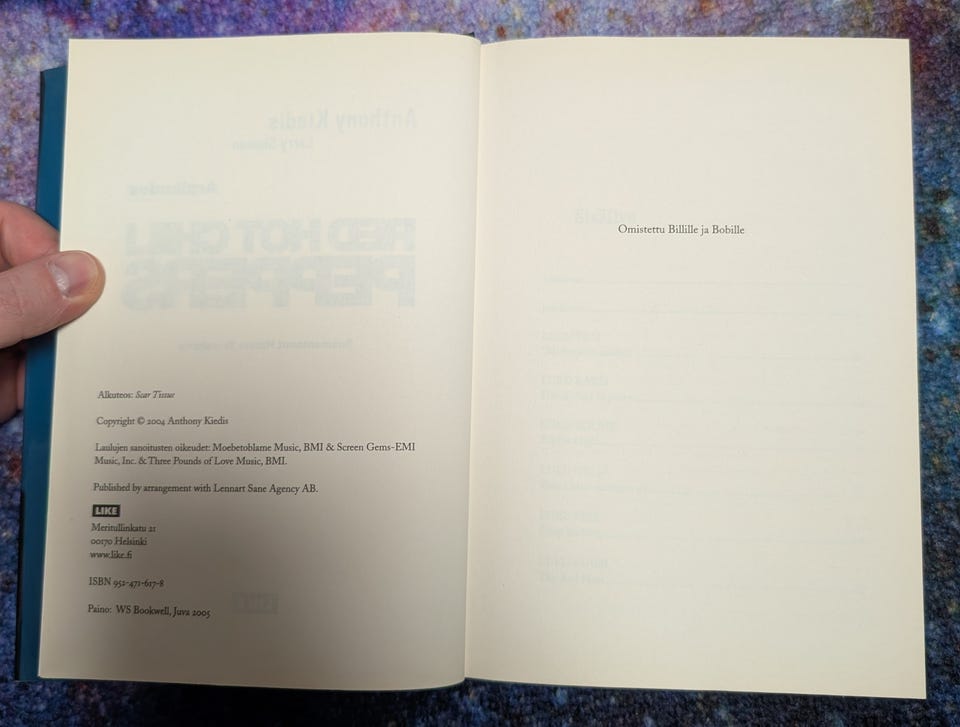 Alkuteos: Scar Tissue
Copyright © 2004 Anthony Kiedis
Laulujen sanoitusten oikeudet: Moebetoblame Music, BMI & Screen Gems-EMI
Music, Inc. & Three Pounds of Love Music, BMI.
Published by arrangement with Lennart Sane Agency AB.
LIKE
Meritullinkatu 21
00170 Helsinki
www.like.fi
ISBN 952-471-617-8
Paino: WS Bookwell, Juva 2005
Omistettu Billille ja Bobille